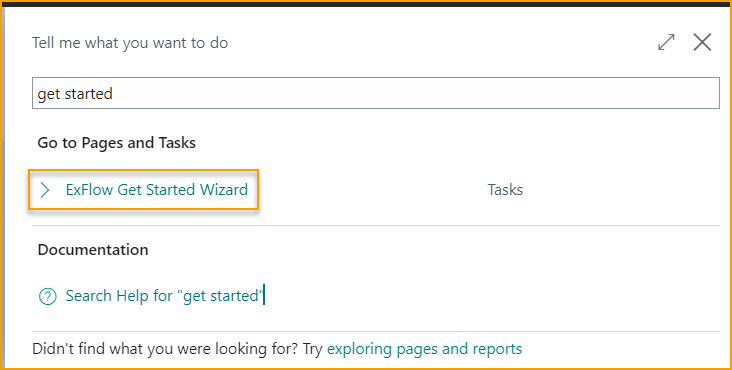 Tell me what you want to do
get started
Go to Pages and Tasks
ExFlow Get Started Wizard Tasks
Documentation
Search Help for "get started"
Didn't find what you were looking for? Try exploring pages and reports